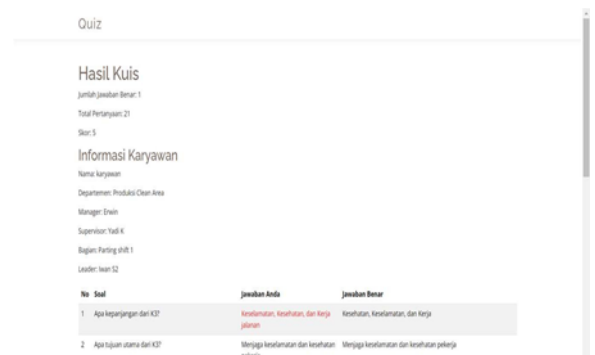 Quiz
Hasil Kuis
Jumlah Jawaban Benar: 1
Total Pertanyaan: 21
Skor: 5
Informasi Karyawan
Nama: karyawan
Departemen: Produksi Clean Area
Manager: Erwin
Supervisor: Yadi K
Bagian: Parting shift 1
Leader: Iwan S2
No Soal Jawaban Anda Jawaban Benar
1 Apa kepanjangan dari K3? Keselamatan, Kesehatan, dan Kerja Kesehatan, Keselamatan, dan Kerja
jalanan
2 Apa tujuan utama dari K3? Menjaga keselamatan dan kesehatan Menjaga keselamatan dan kesehatan pekerja